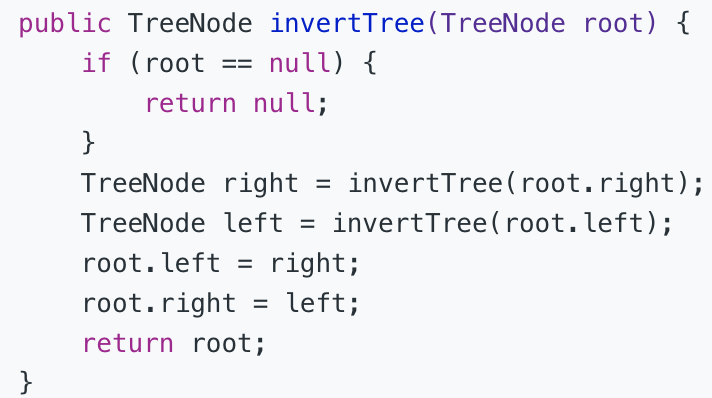 public TreeNode invertTree(TreeNode root) {
    if (root == null) {
        return null;
    }
    TreeNode right = invertTree(root.right);
    TreeNode left = invertTree(root.left);
    root.left = right;
    root.right = left;
    return root;
}